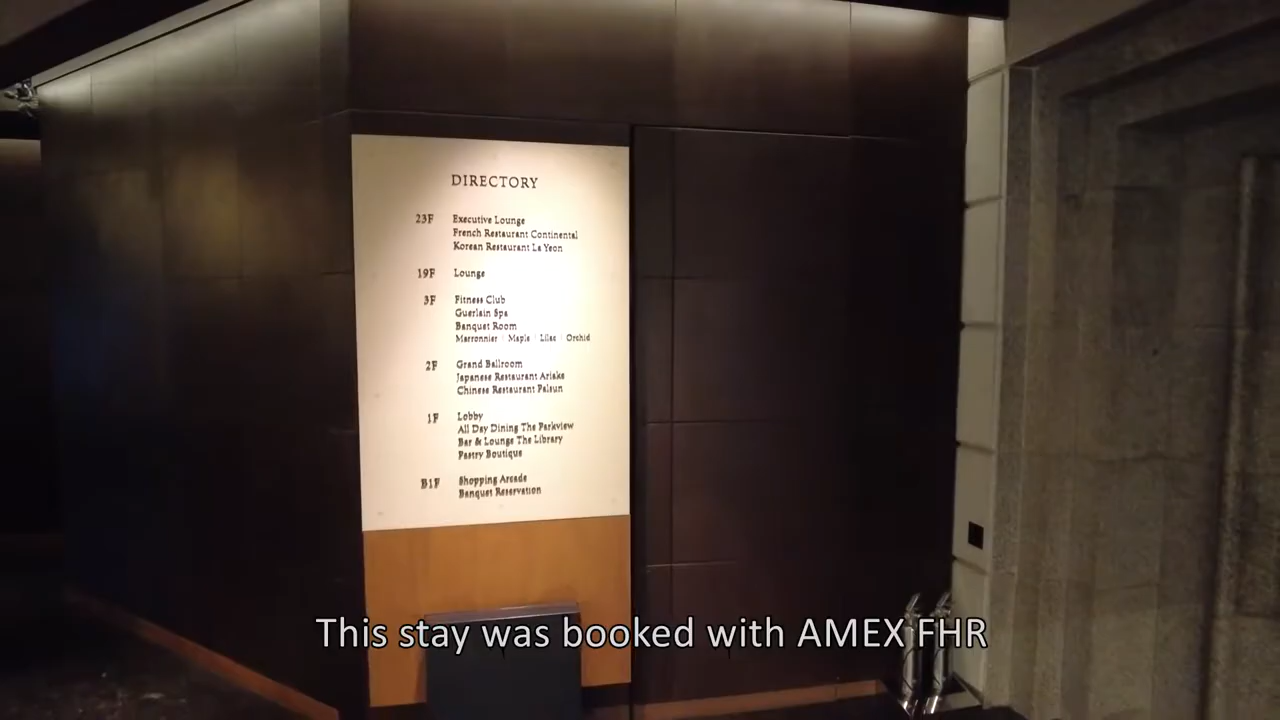 DIRECTORY
23F Executive Lounge
French Restaurant Continental
Korean Restaurant La Yeon
19F Lounge
3F Fitness Club
Guerlain Spa
Banquet Room
Marronnier | Maple | Lilac | Orchid
2F Grand Ballroom
Japanese Restaurant Ariake
Chinese Restaurant Palsun
1F Lobby
All Day Dining The Parkview
Bar & Lounge The Library
Pastry Boutique
B1F Shopping Arcade
Banquet Reservation
This stay was booked with AMEX FHR